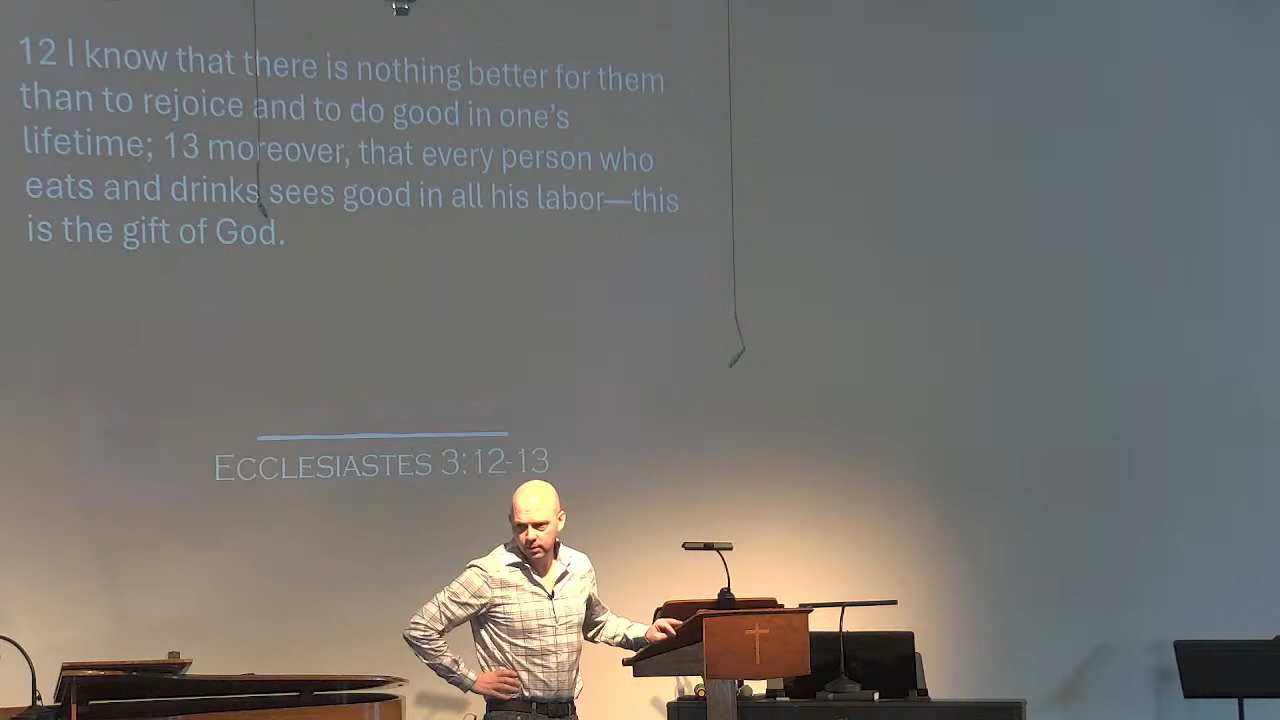 12 I know that there is nothing better for them
than to rejoice and to do good in one’s
lifetime; 13 moreover, that every person who
eats and drinks sees good in all his labor—this
is the gift of God.
ECCLESIASTES 3:12-13